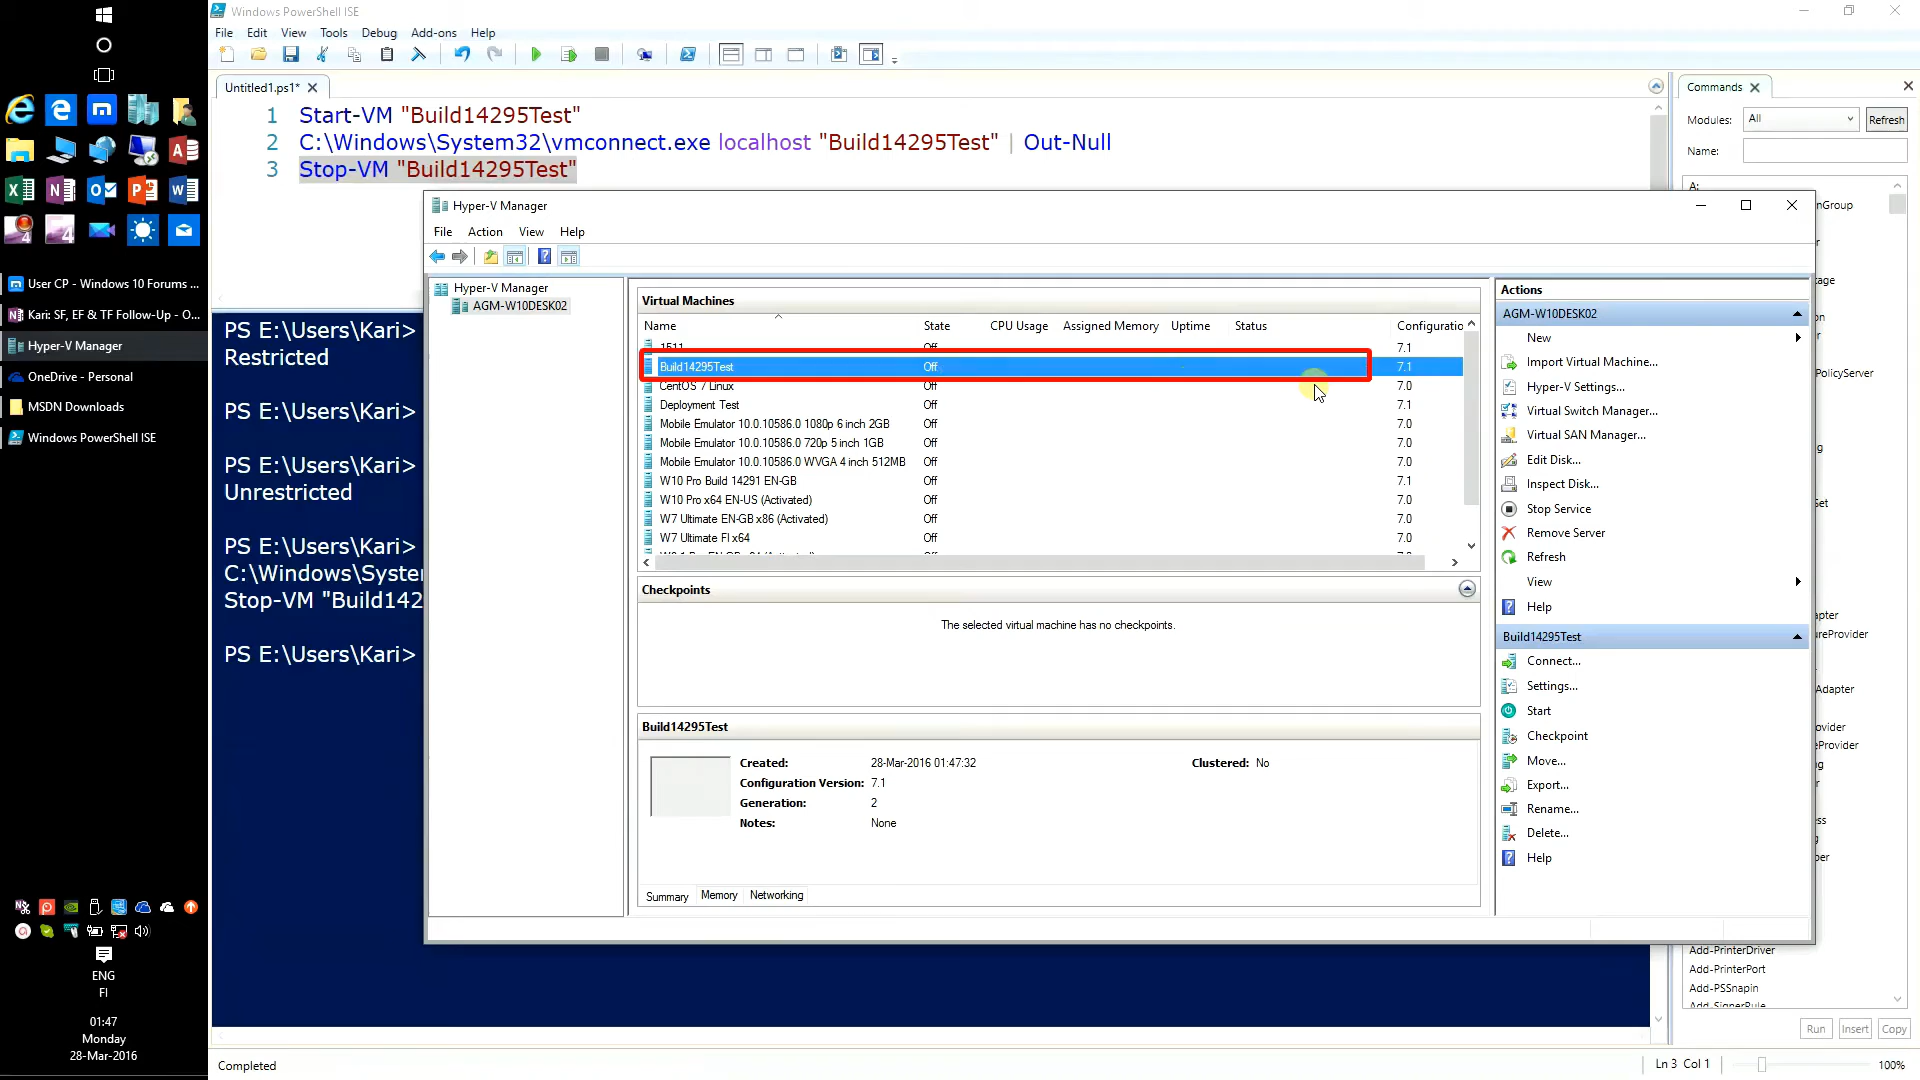 Windows PowerShell ISE
File Edit View Tools Debug Add-ons Help
Untitled1.ps1*
1 Start-VM "Build14295Test"
2 C:\Windows\System32\vmconnect.exe localhost "Build14295Test" | Out-Null
3 Stop-VM "Build14295Test"
Commands
Modules: All Refresh
Name:
A:
nGroup
PolicyServer
Set
Adapter
Add-PrinterDriver
Add-PrinterPort
Add-PSSnapin
Add-SignerRule
Run Insert Copy
User CP - Windows 10 Forums ...
Kari: SF, EF & TF Follow-Up - O...
Hyper-V Manager
OneDrive - Personal
MSDN Downloads
Windows PowerShell ISE
PS E:\Users\Kari>
Restricted
PS E:\Users\Kari>
PS E:\Users\Kari>
Unrestricted
PS E:\Users\Kari>
C:\Windows\System
Stop-VM "Build142
PS E:\Users\Kari>
Hyper-V Manager
File Action View Help
Hyper-V Manager
AGM-W10DESK02
Virtual Machines
Name State CPU Usage Assigned Memory Uptime Status Configuratio
1511 Off 7.1
Build14295Test Off 7.1
CentOS 7 Linux Off 7.0
Deployment Test Off 7.1
Mobile Emulator 10.0.10586.0 1080p 6 inch 2GB Off 7.0
Mobile Emulator 10.0.10586.0 720p 5 inch 1GB Off 7.0
Mobile Emulator 10.0.10586.0 WVGA 4 inch 512MB Off 7.0
W10 Pro Build 14291 EN-GB Off 7.1
W10 Pro x64 EN-US (Activated) Off 7.0
W7 Ultimate EN-GB x86 (Activated) Off 7.0
W7 Ultimate FI x64 Off 7.0
Checkpoints
The selected virtual machine has no checkpoints.
Build14295Test
Created: 28-Mar-2016 01:47:32 Clustered: No
Configuration Version: 7.1
Generation: 2
Notes: None
Summary Memory Networking
Actions
AGM-W10DESK02
New
Import Virtual Machine...
Hyper-V Settings...
Virtual Switch Manager...
Virtual SAN Manager...
Edit Disk...
Inspect Disk...
Stop Service
Remove Server
Refresh
View
Help
Build14295Test
Connect...
Settings...
Start
Checkpoint
Move...
Export...
Rename...
Delete...
Help
ENG
FI
01:47
Monday
28-Mar-2016
Completed
Ln 3 Col 1 100%